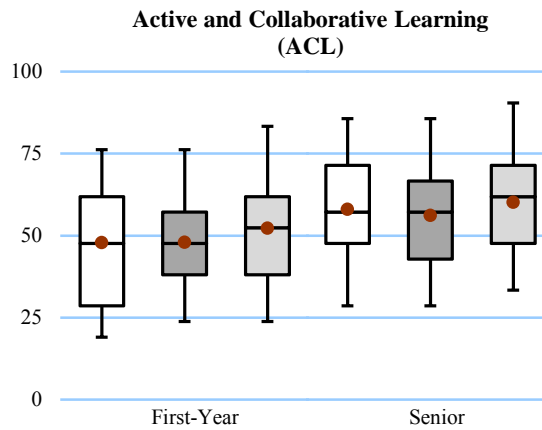 Active and Collaborative Learning
(ACL)
100
75
50
25
0
First-Year Senior